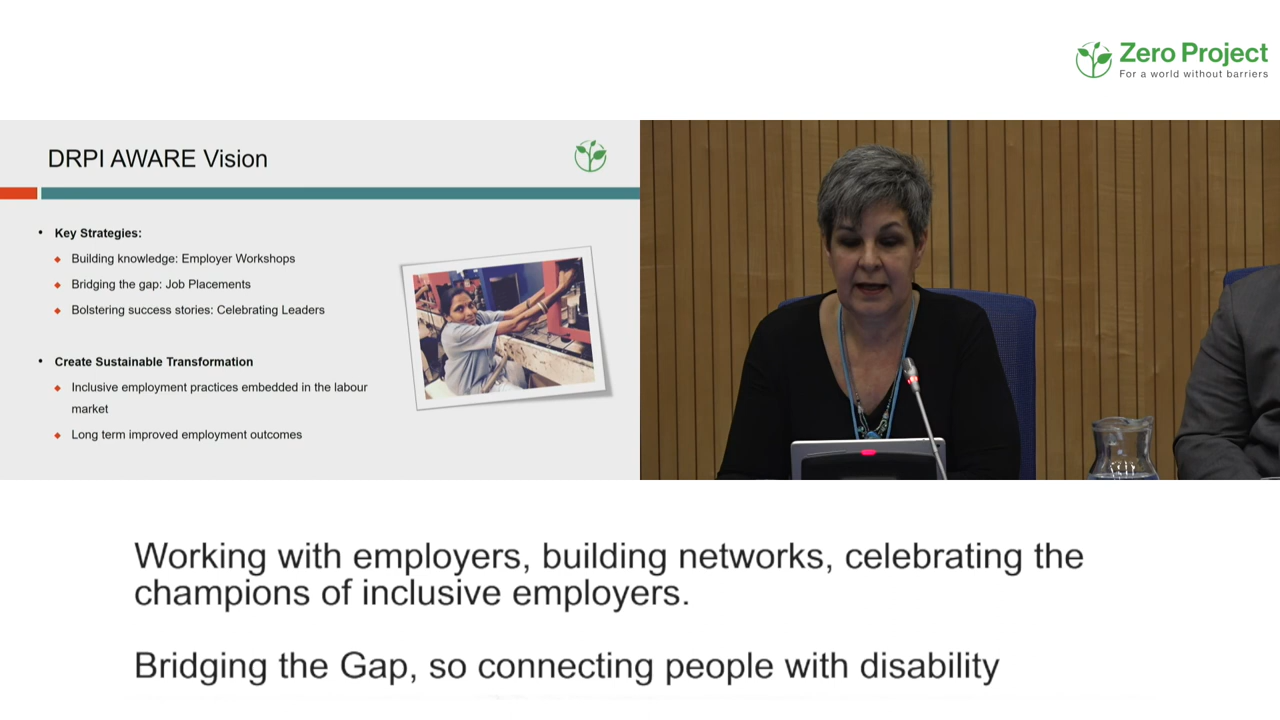 Zero Project
For a world without barriers
DRPI AWARE Vision
• Key Strategies:
Building knowledge: Employer Workshops
Bridging the gap: Job Placements
Bolstering success stories: Celebrating Leaders
• Create Sustainable Transformation
Inclusive employment practices embedded in the labour
market
Long term improved employment outcomes
Working with employers, building networks, celebrating the
champions of inclusive employers.
Bridging the Gap, so connecting people with disability